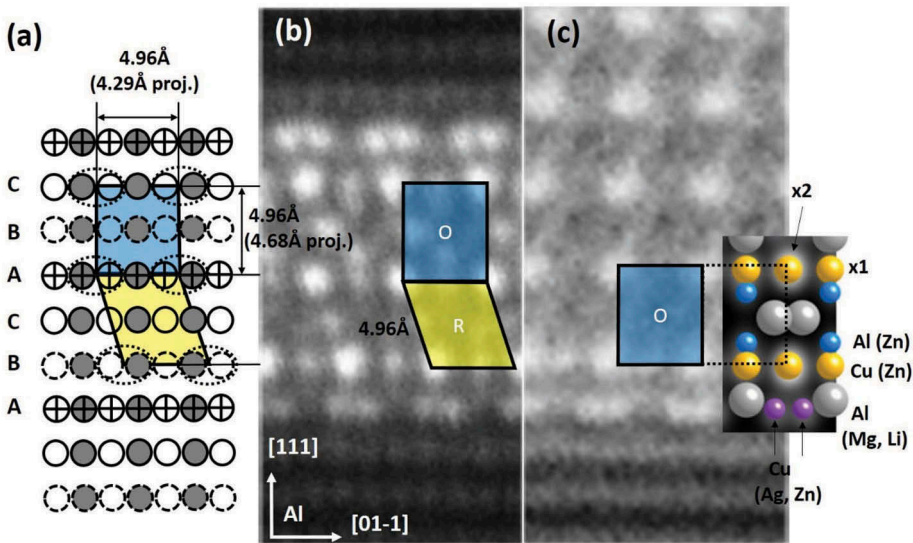 (a)
4.96Å
(4.29Å proj.)
C
B
A
C
B
A
4.96Å
(4.68Å proj.)
(b)
O
R
4.96Å
[111]
Al
[01-1]
(c)
O
x2
x1
Al (Zn)
Cu (Zn)
Al
(Mg, Li)
Cu
(Ag, Zn)